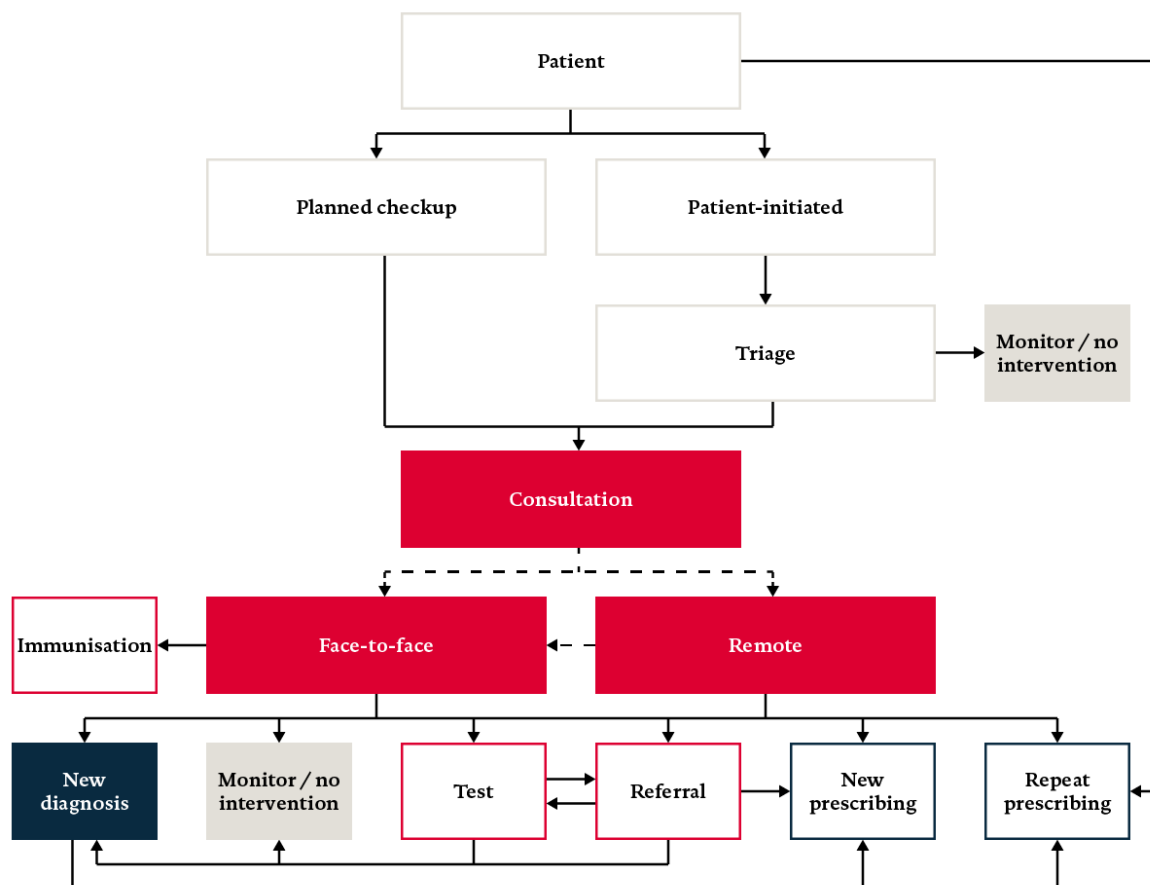 Patient
Planned checkup
Patient-initiated
Triage
Monitor / no
intervention
Consultation
Immunisation
Face-to-face
Remote
New
diagnosis
Monitor / no
intervention
Test
Referral
New
prescribing
Repeat
prescribing